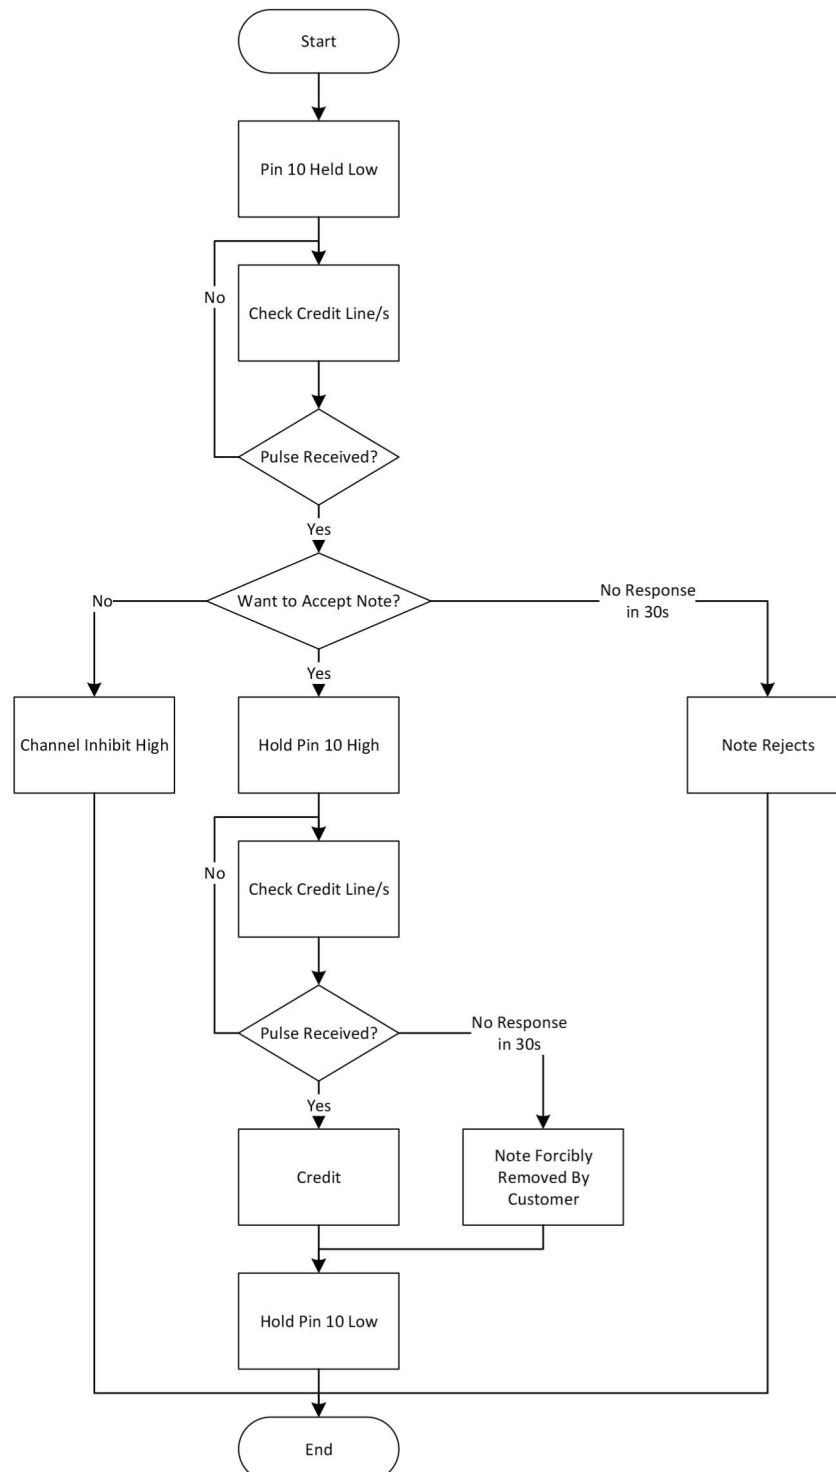 Start
Pin 10 Held Low
No
Check Credit Line/s
Pulse Received?
Yes
No
Want to Accept Note?
No Response
in 30s
Yes
Channel Inhibit High
Hold Pin 10 High
Note Rejects
No
Check Credit Line/s
Pulse Received?
No Response
in 30s
Yes
Credit
Note Forcibly
Removed By
Customer
Hold Pin 10 Low
End